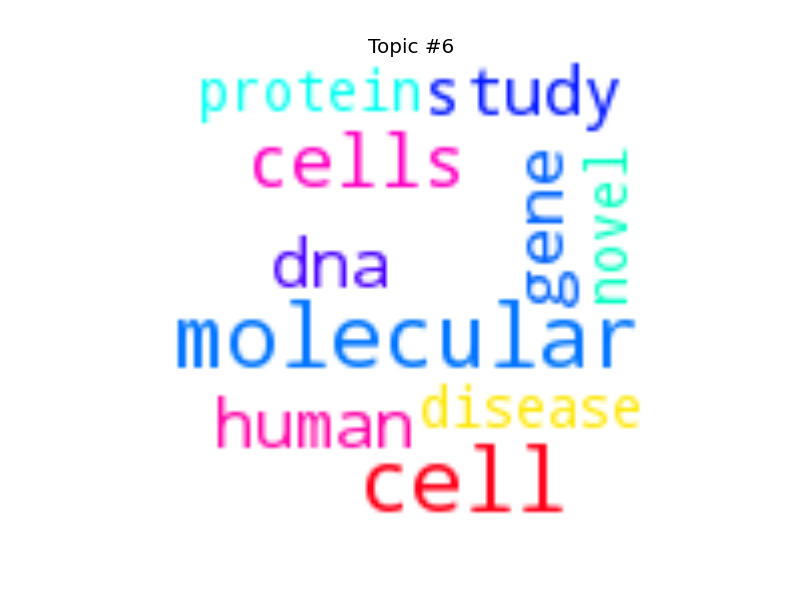 Topic #6
protein study
cells
gene
novel
dna
molecular
human disease
cell